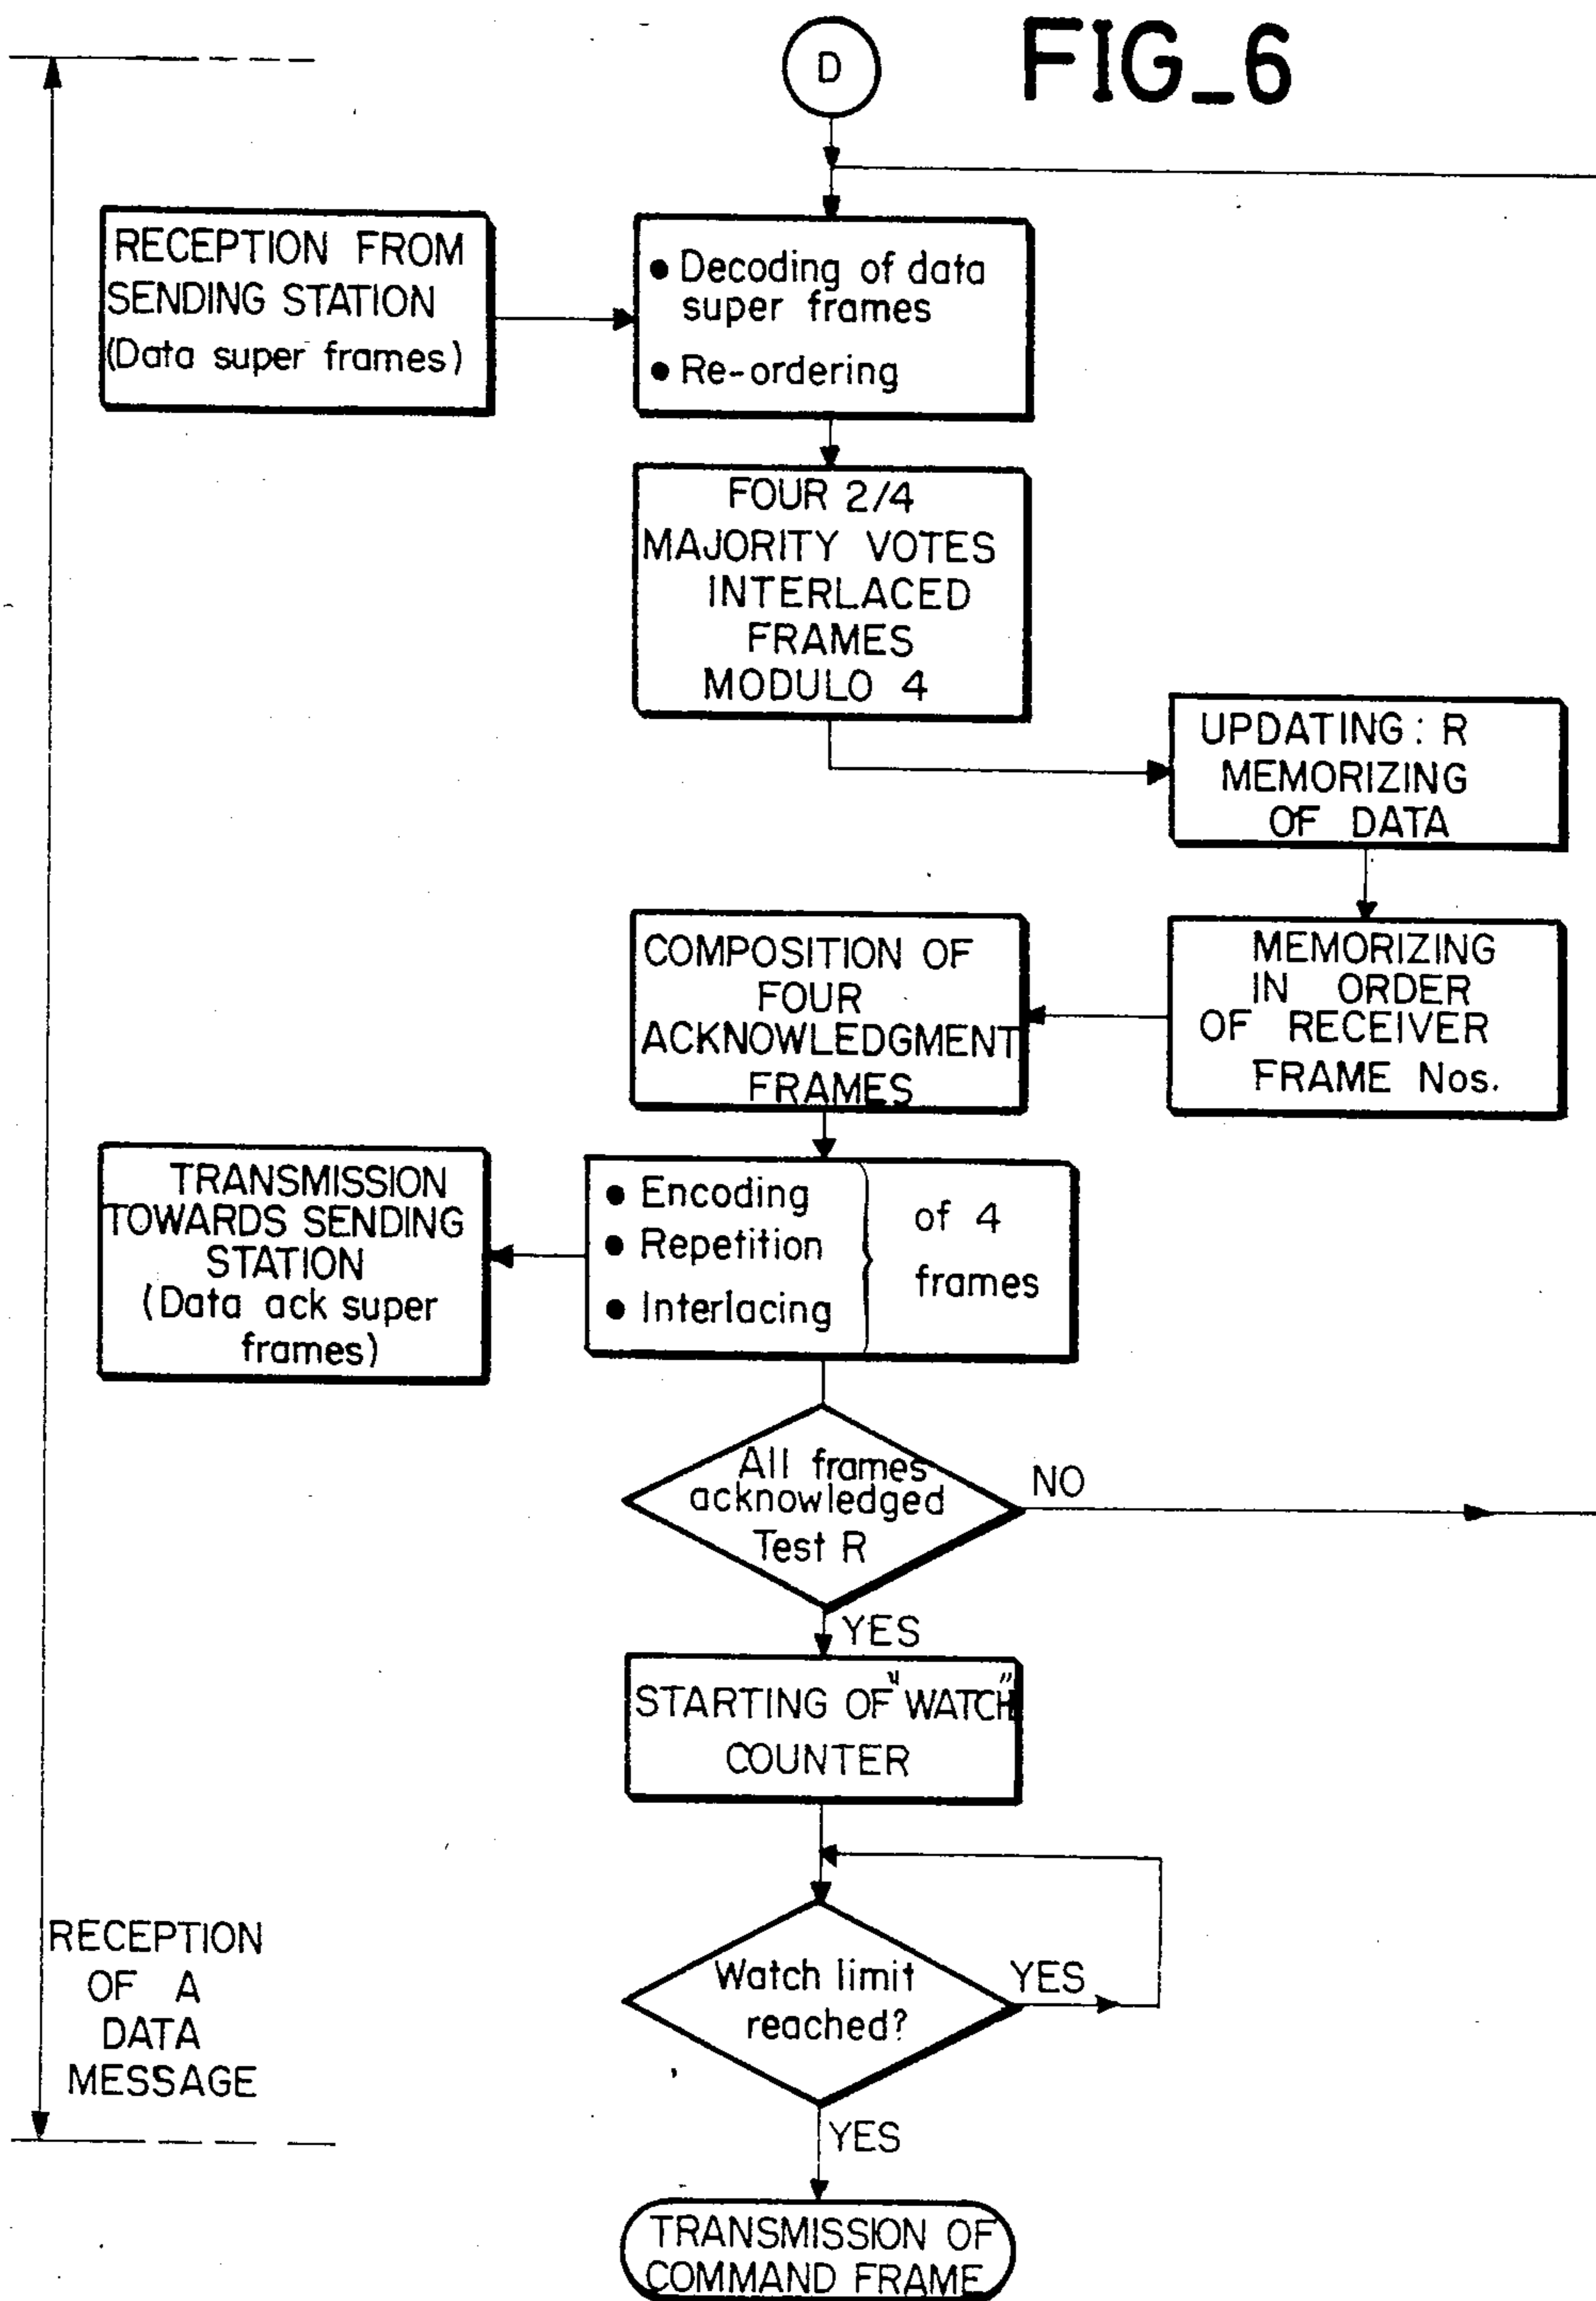 FIG_6
D
RECEPTION FROM
SENDING STATION
(Data super frames)
• Decoding of data
super frames
• Re-ordering
FOUR 2/4
MAJORITY VOTES
INTERLACED
FRAMES
MODULO 4
UPDATING : R
MEMORIZING
OF DATA
MEMORIZING
IN ORDER
OF RECEIVER
FRAME Nos.
COMPOSITION OF
FOUR
ACKNOWLEDGMENT
FRAMES
• Encoding
• Repetition
• Interlacing
of 4
frames
TRANSMISSION
TOWARDS SENDING
STATION
(Data ack super
frames)
All frames
acknowledged
Test R
NO
YES
STARTING OF "WATCH"
COUNTER
Watch limit
reached?
YES
YES
RECEPTION
OF A
DATA
MESSAGE
TRANSMISSION OF
COMMAND FRAME